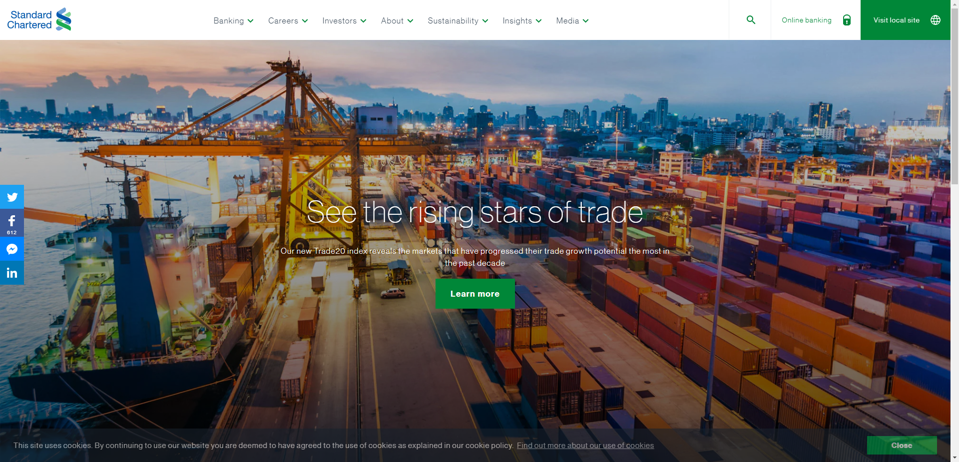 Standard
Chartered
Banking
Careers
Investors
About
Sustainability
Insights
Media
Online banking
Visit local site
See the rising stars of trade
Our new Trade20 index reveals the markets that have progressed their trade growth potential the most in
the past decade
Learn more
612
This site uses cookies. By continuing to use our website you are deemed to have agreed to the use of cookies as explained in our cookie policy. Find out more about our use of cookies
Close